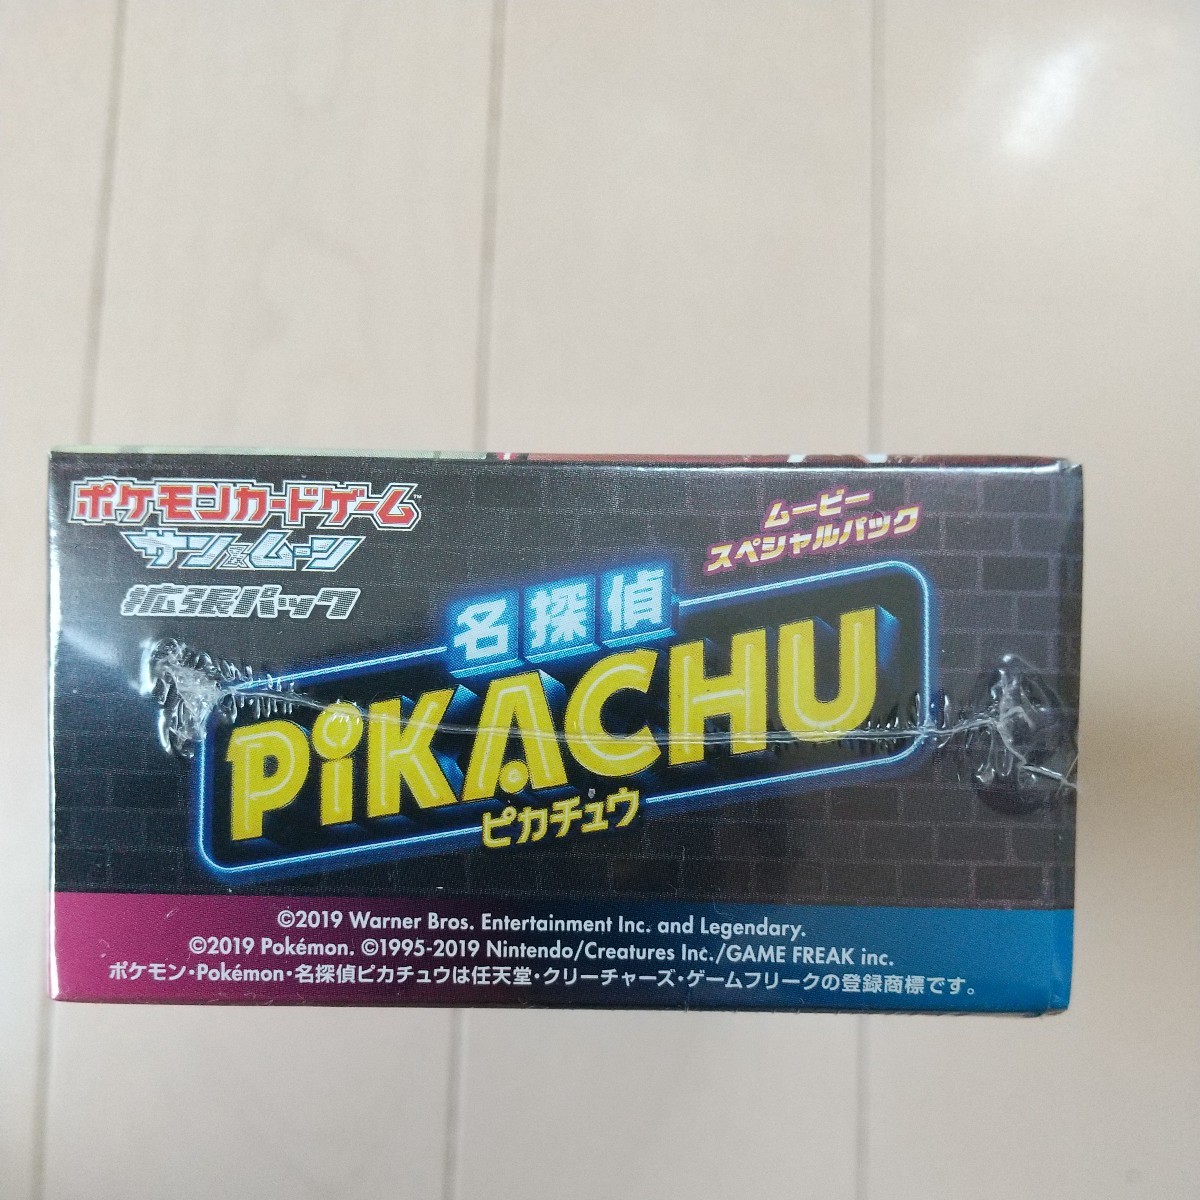 ポケモンカードゲーム™
サン&ムーン
拡張パック
ムービー
スペシャルパック
名探偵
PiKACHU
ピカチュウ
©2019 Warner Bros. Entertainment Inc. and Legendary.
©2019 Pokémon. ©1995-2019 Nintendo/Creatures Inc./GAME FREAK inc.
ポケモン・Pokémon・名探偵ピカチュウは任天堂・クリーチャーズ・ゲームフリークの登録商標です。